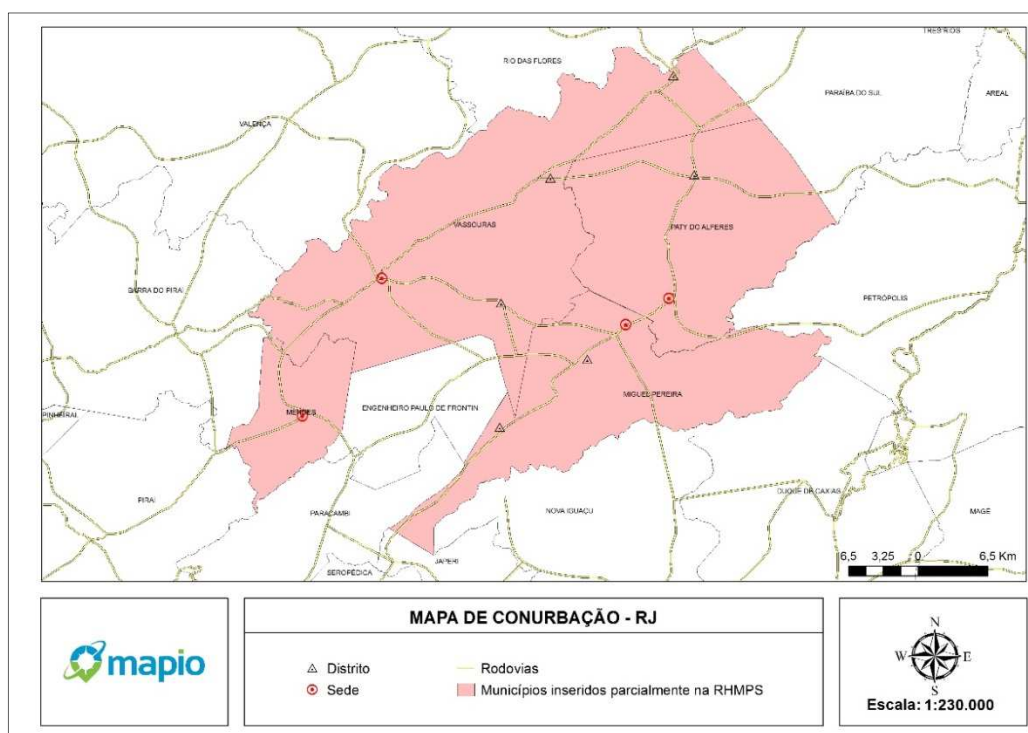 TRÊS RIOS
RIO DAS FLORES
PARAÍBA DO SUL
AREAL
VALENÇA
VASSOURAS
PATY DO ALFERES
BARRA DO PIRAÍ
PETRÓPOLIS
MIGUEL PEREIRA
ENGENHEIRO PAULO DE FRONTIN
MENDES
PINHEIRAL
DUQUE DE CAXIAS
PIRAÍ
NOVA IGUAÇU
MAGÉ
PARACAMBI
JAPERI
SEROPÉDICA
6,5 3,25 0 6,5 Km
mapio
MAPA DE CONURBAÇÃO - RJ
Distrito
Rodovias
Sede
Municípios inseridos parcialmente na RHMPS
N
W E
S
Escala: 1:230.000